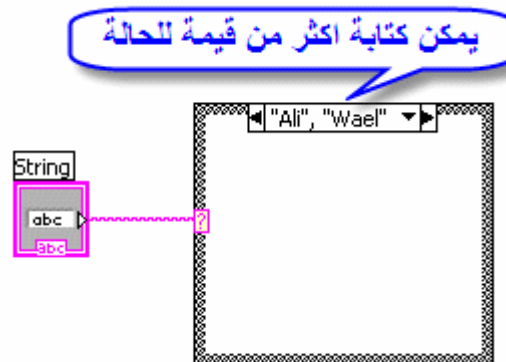 يمكن كتابة اكثر من قيمة للحالة
"Ali", "Wael"
String
abc
?
abc